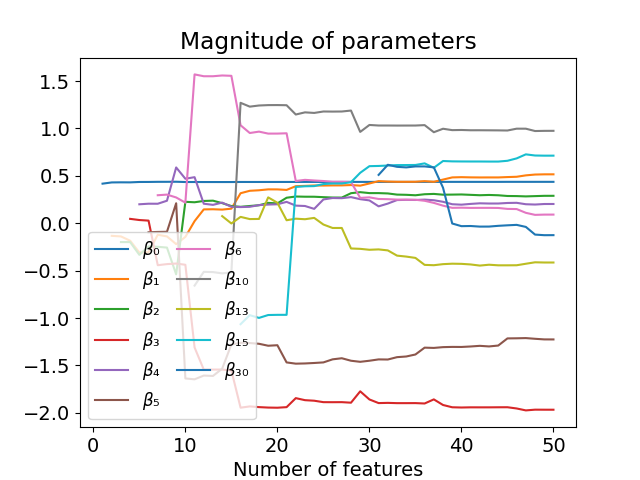 Magnitude of parameters
1.5
1.0
0.5
0.0
−0.5
−1.0
−1.5
−2.0
β₀
β₁
β₂
β₃
β₄
β₅
β₆
β₁₀
β₁₃
β₁₅
β₃₀
0 10 20 30 40 50
Number of features